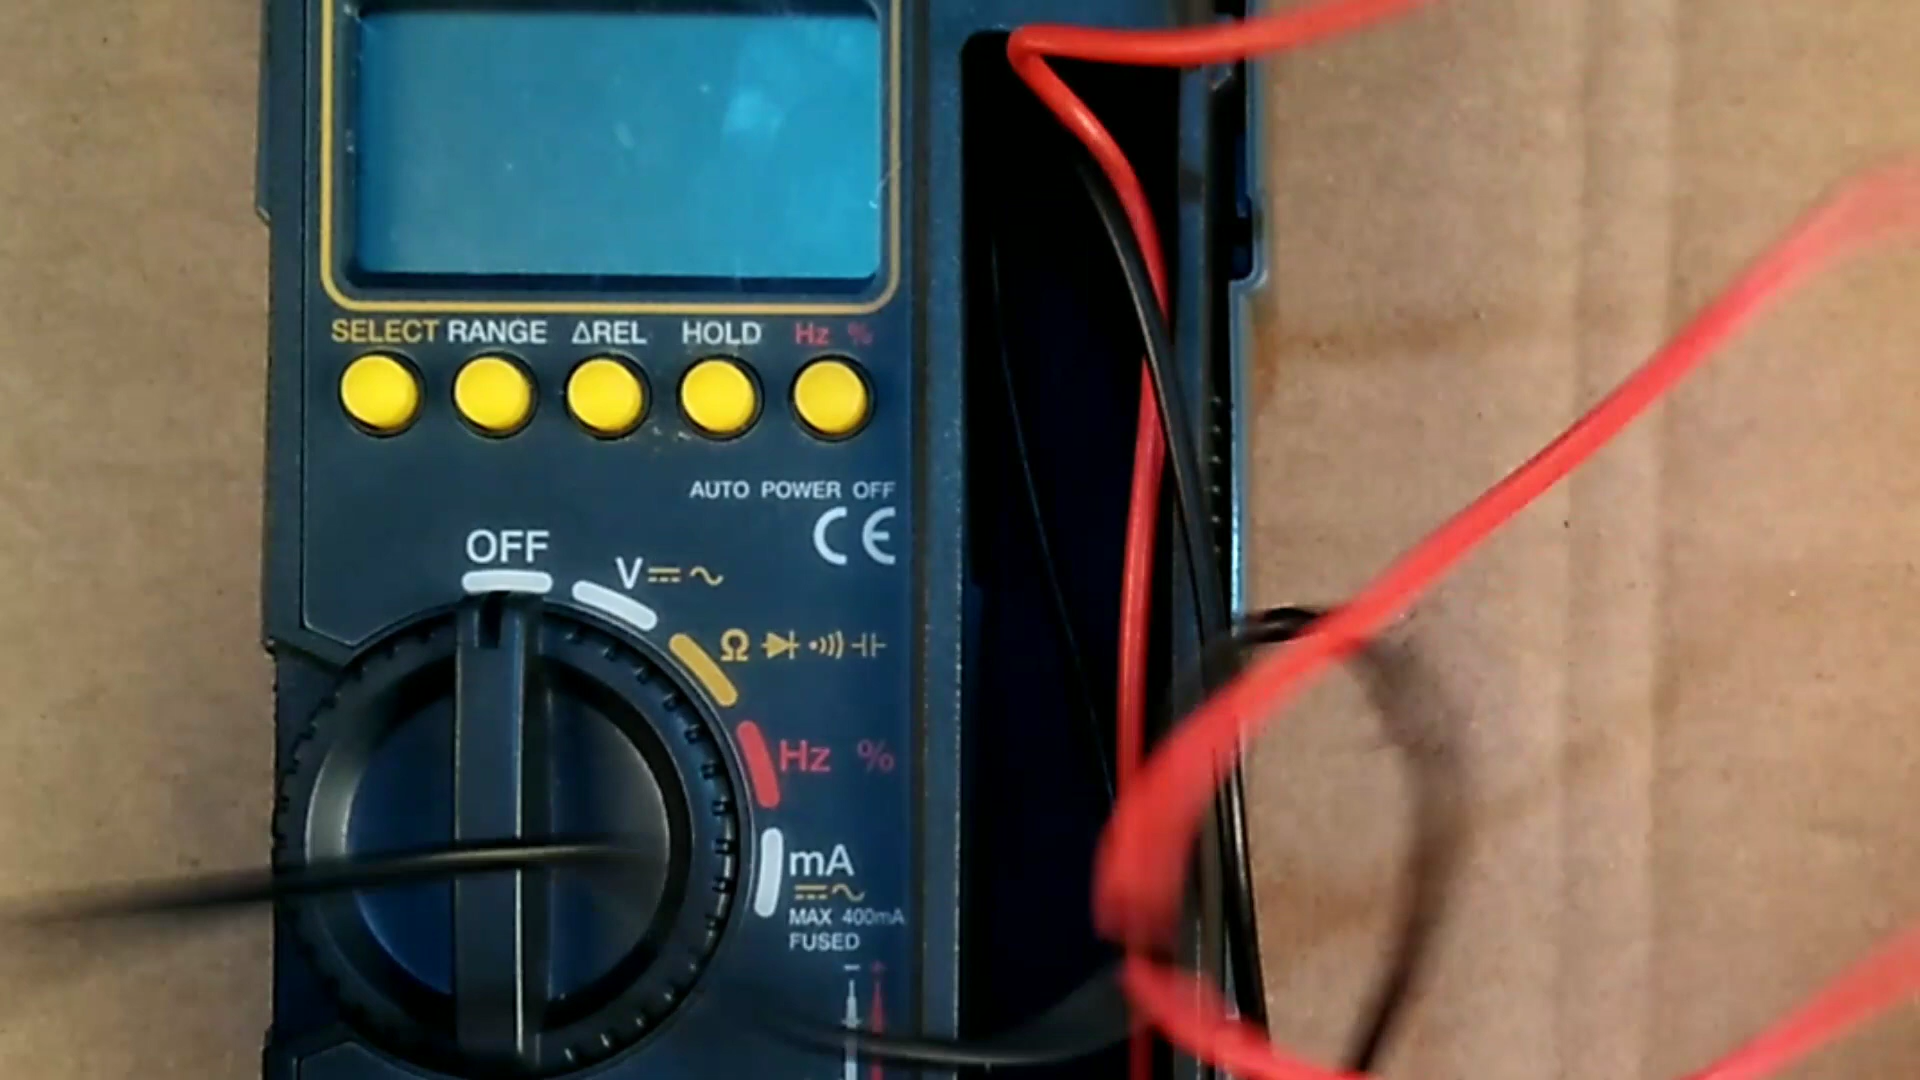 SELECT RANGE ΔREL HOLD Hz %
AUTO POWER OFF
CE
OFF
V
Ω
Hz %
mA
MAX 400mA
FUSED